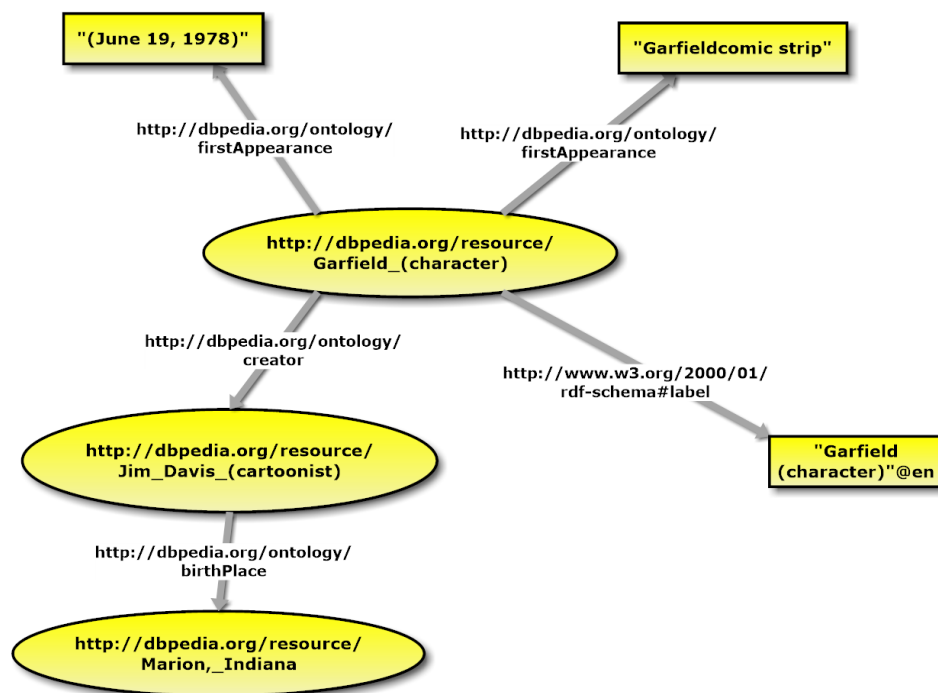 "(June 19, 1978)"
"Garfieldcomic strip"
http://dbpedia.org/ontology/
firstAppearance
http://dbpedia.org/ontology/
firstAppearance
http://dbpedia.org/resource/
Garfield_(character)
http://dbpedia.org/ontology/
creator
http://www.w3.org/2000/01/
rdf-schema#label
http://dbpedia.org/resource/
Jim_Davis_(cartoonist)
"Garfield
(character)"@en
http://dbpedia.org/ontology/
birthPlace
http://dbpedia.org/resource/
Marion,_Indiana